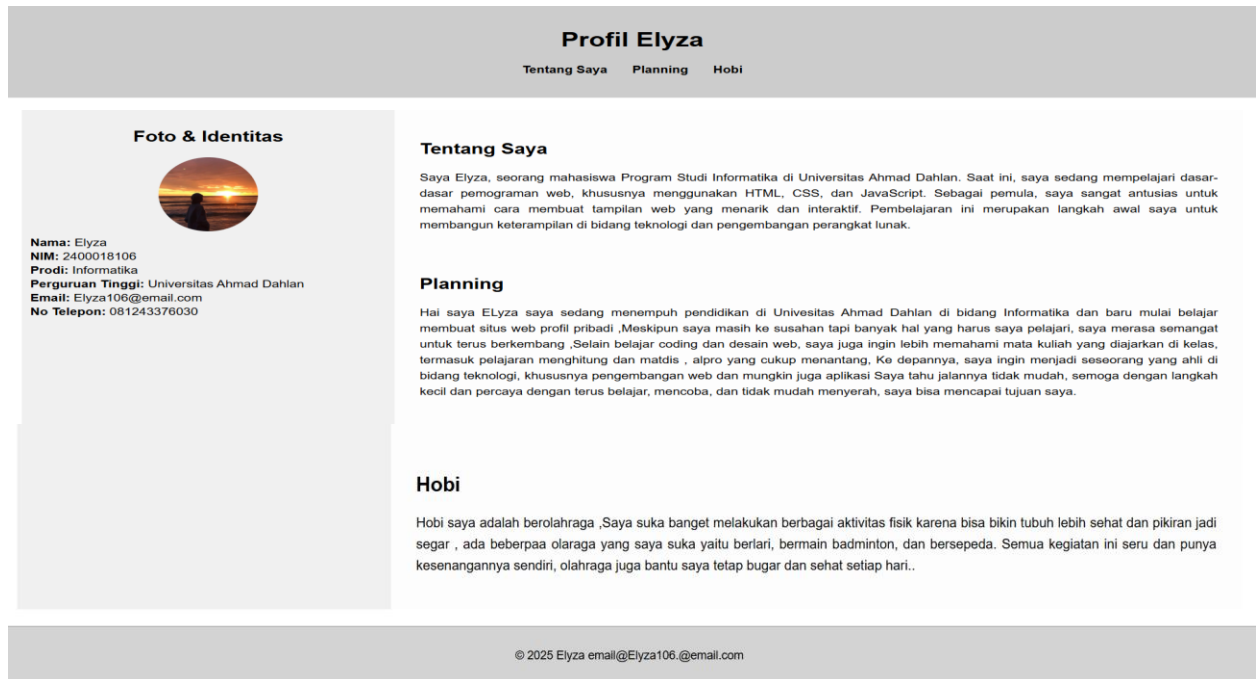 Profil Elyza
Tentang Saya Planning Hobi
Foto & Identitas
Nama: Elyza
NIM: 2400018106
Prodi: Informatika
Perguruan Tinggi: Universitas Ahmad Dahlan
Email: Elyza106@email.com
No Telepon: 081243376030
Tentang Saya
Saya Elyza, seorang mahasiswa Program Studi Informatika di Universitas Ahmad Dahlan. Saat ini, saya sedang mempelajari dasar-
dasar pemograman web, khususnya menggunakan HTML, CSS, dan JavaScript. Sebagai pemula, saya sangat antusias untuk
memahami cara membuat tampilan web yang menarik dan interaktif. Pembelajaran ini merupakan langkah awal saya untuk
membangun keterampilan di bidang teknologi dan pengembangan perangkat lunak.
Planning
Hai saya ELyza saya sedang menempuh pendidikan di Univesitas Ahmad Dahlan di bidang Informatika dan baru mulai belajar
membuat situs web profil pribadi ,Meskipun saya masih ke susahan tapi banyak hal yang harus saya pelajari, saya merasa semangat
untuk terus berkembang ,Selain belajar coding dan desain web, saya juga ingin lebih memahami mata kuliah yang diajarkan di kelas,
termasuk pelajaran menghitung dan matdis , alpro yang cukup menantang, Ke depannya, saya ingin menjadi seseorang yang ahli di
bidang teknologi, khususnya pengembangan web dan mungkin juga aplikasi Saya tahu jalannya tidak mudah, semoga dengan langkah
kecil dan percaya dengan terus belajar, mencoba, dan tidak mudah menyerah, saya bisa mencapai tujuan saya.
Hobi
Hobi saya adalah berolahraga ,Saya suka banget melakukan berbagai aktivitas fisik karena bisa bikin tubuh lebih sehat dan pikiran jadi
segar , ada beberpaa olaraga yang saya suka yaitu berlari, bermain badminton, dan bersepeda. Semua kegiatan ini seru dan punya
kesenangannya sendiri, olahraga juga bantu saya tetap bugar dan sehat setiap hari..
© 2025 Elyza email@Elyza106.@email.com